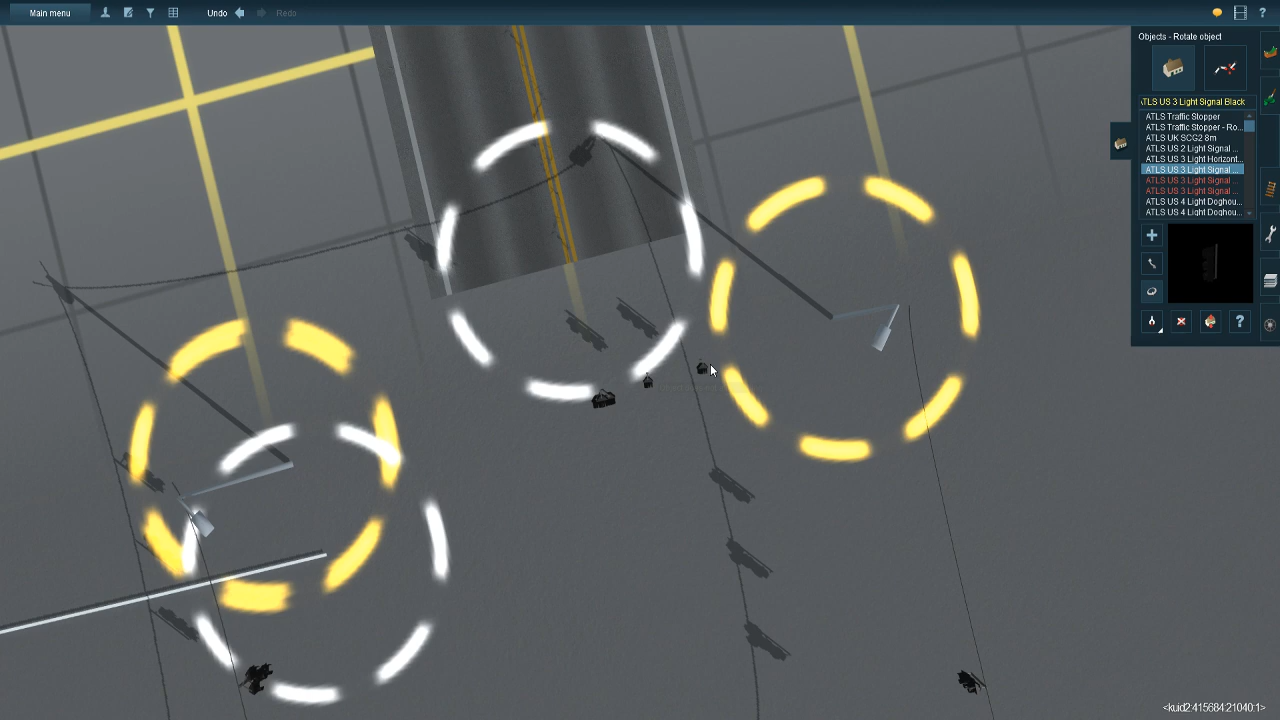 Main menu
Undo
Redo
Objects - Rotate object
ATLS US 3 Light Signal Black
ATLS Traffic Stopper
ATLS Traffic Stopper - Ro...
ATLS UK SCG2 8m
ATLS US 2 Light Signal ...
ATLS US 3 Light Horizont...
ATLS US 3 Light Signal ...
ATLS US 3 Light Signal ...
ATLS US 3 Light Signal ...
ATLS US 4 Light Doghou...
ATLS US 4 Light Doghou...
<kuid2:415684:21040:1>